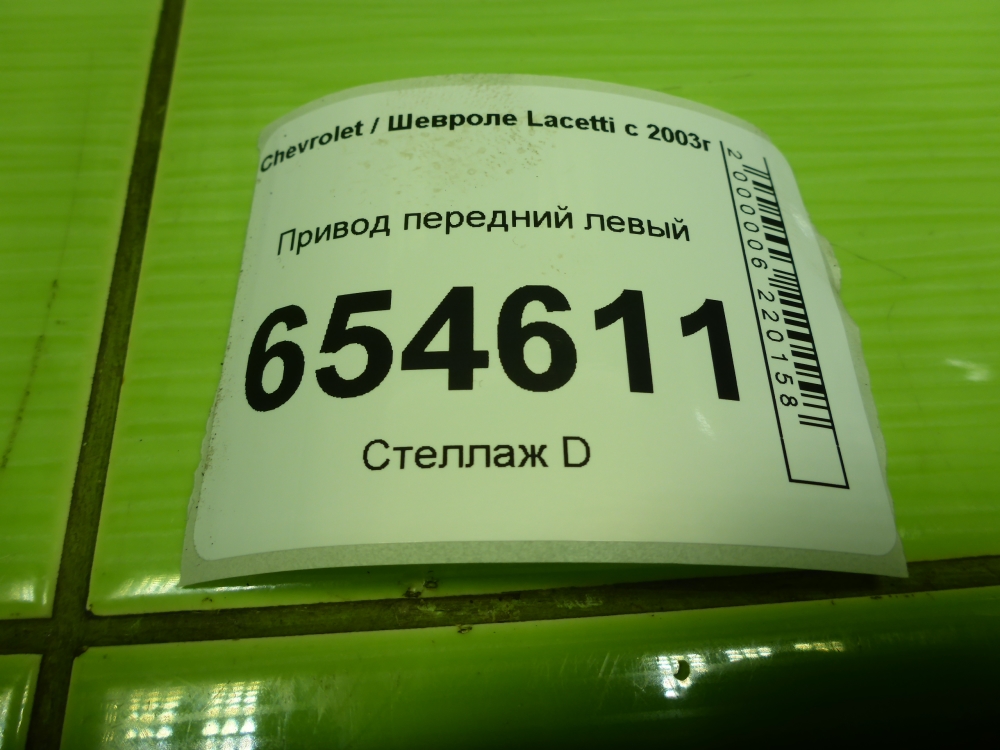 Chevrolet / Шевроле Lacetti с 2003г
Привод передний левый
654611
Стеллаж D
2000006220158